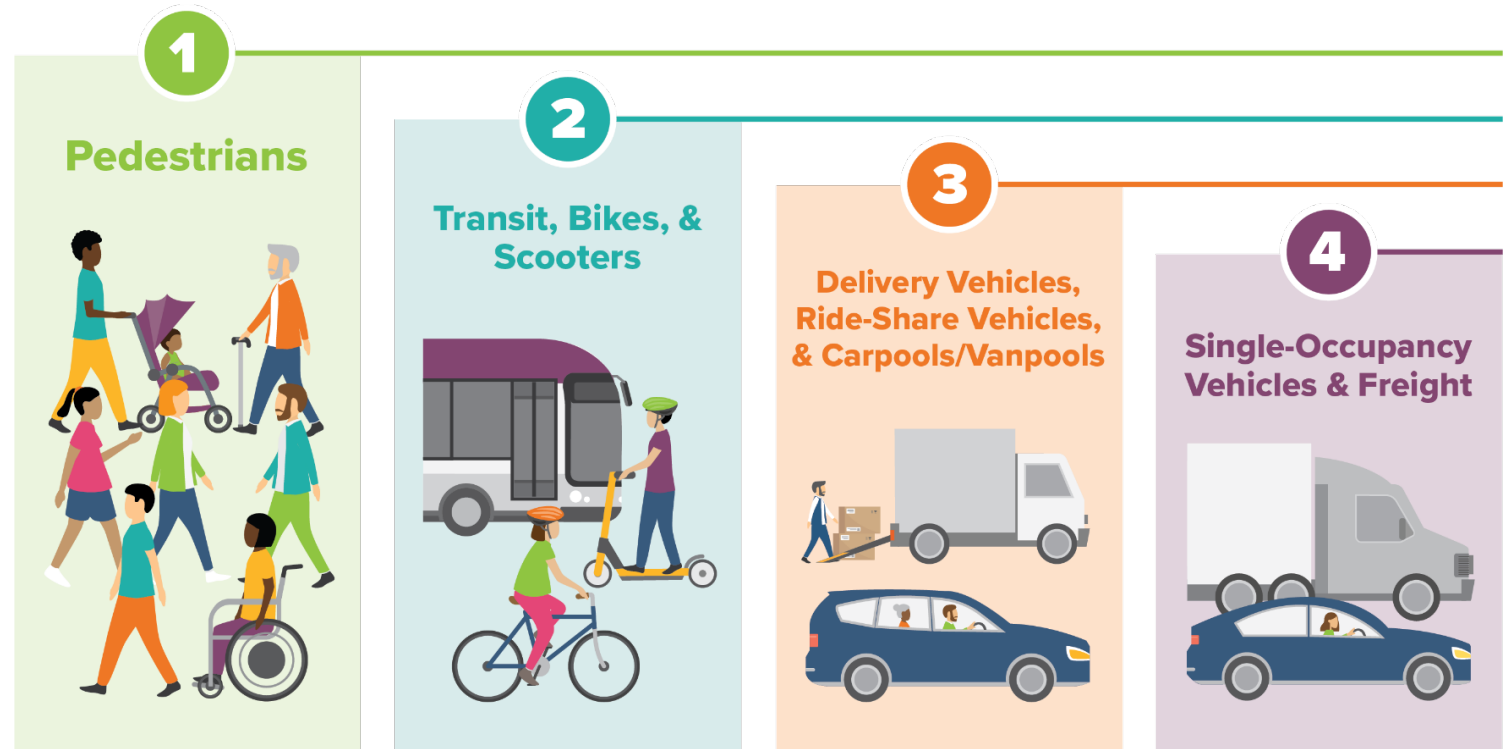 1
Pedestrians
2
Transit, Bikes, &
Scooters
3
Delivery Vehicles,
Ride-Share Vehicles,
& Carpools/Vanpools
4
Single-Occupancy
Vehicles & Freight